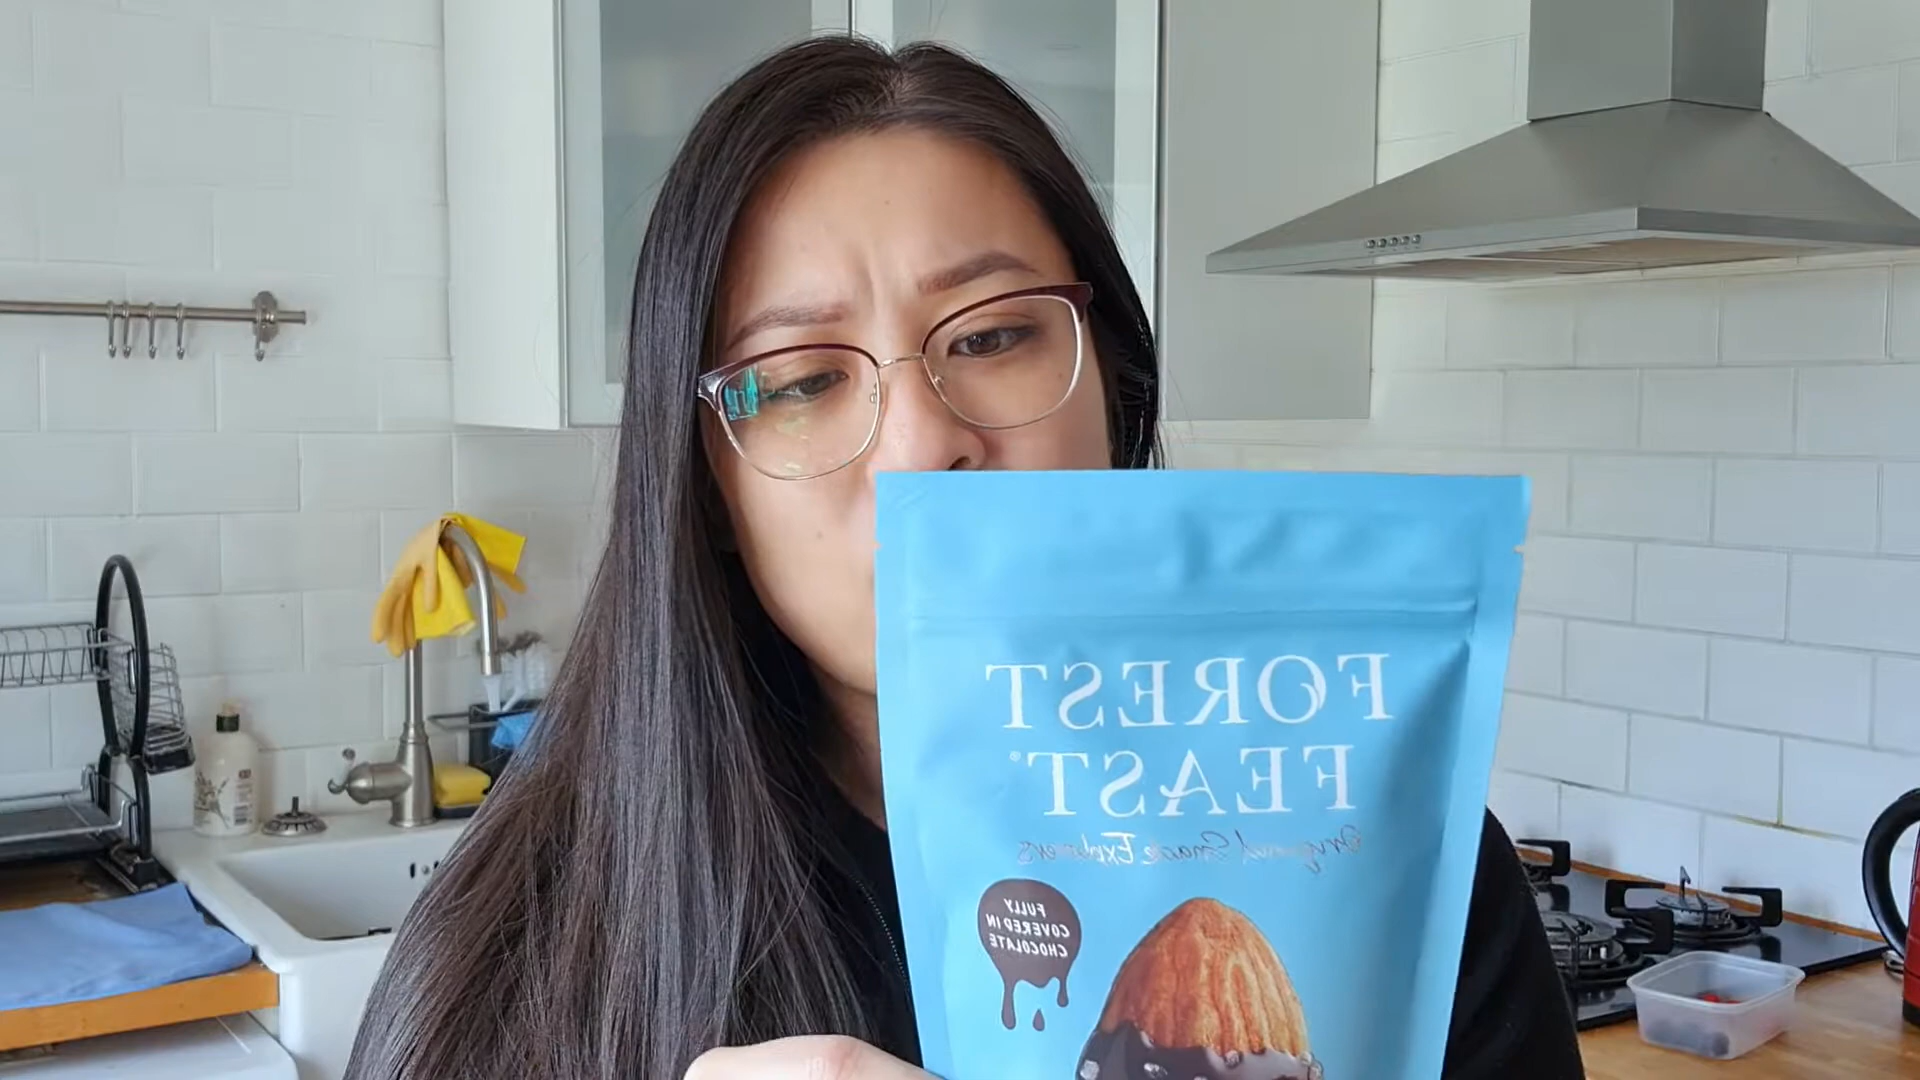 FOREST
FEAST®
Original Snack Explorers
FULLY
COVERED IN
CHOCOLATE